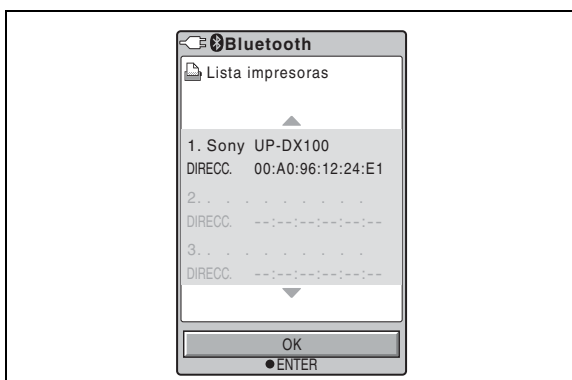 Bluetooth
Lista impresoras
1. Sony UP-DX100
DIRECC. 00:A0:96:12:24:E1
2. . . . . . . . . .
DIRECC. --:--:--:--:--:--
3. . . . . . . . . .
DIRECC. --:--:--:--:--:--
OK
●ENTER